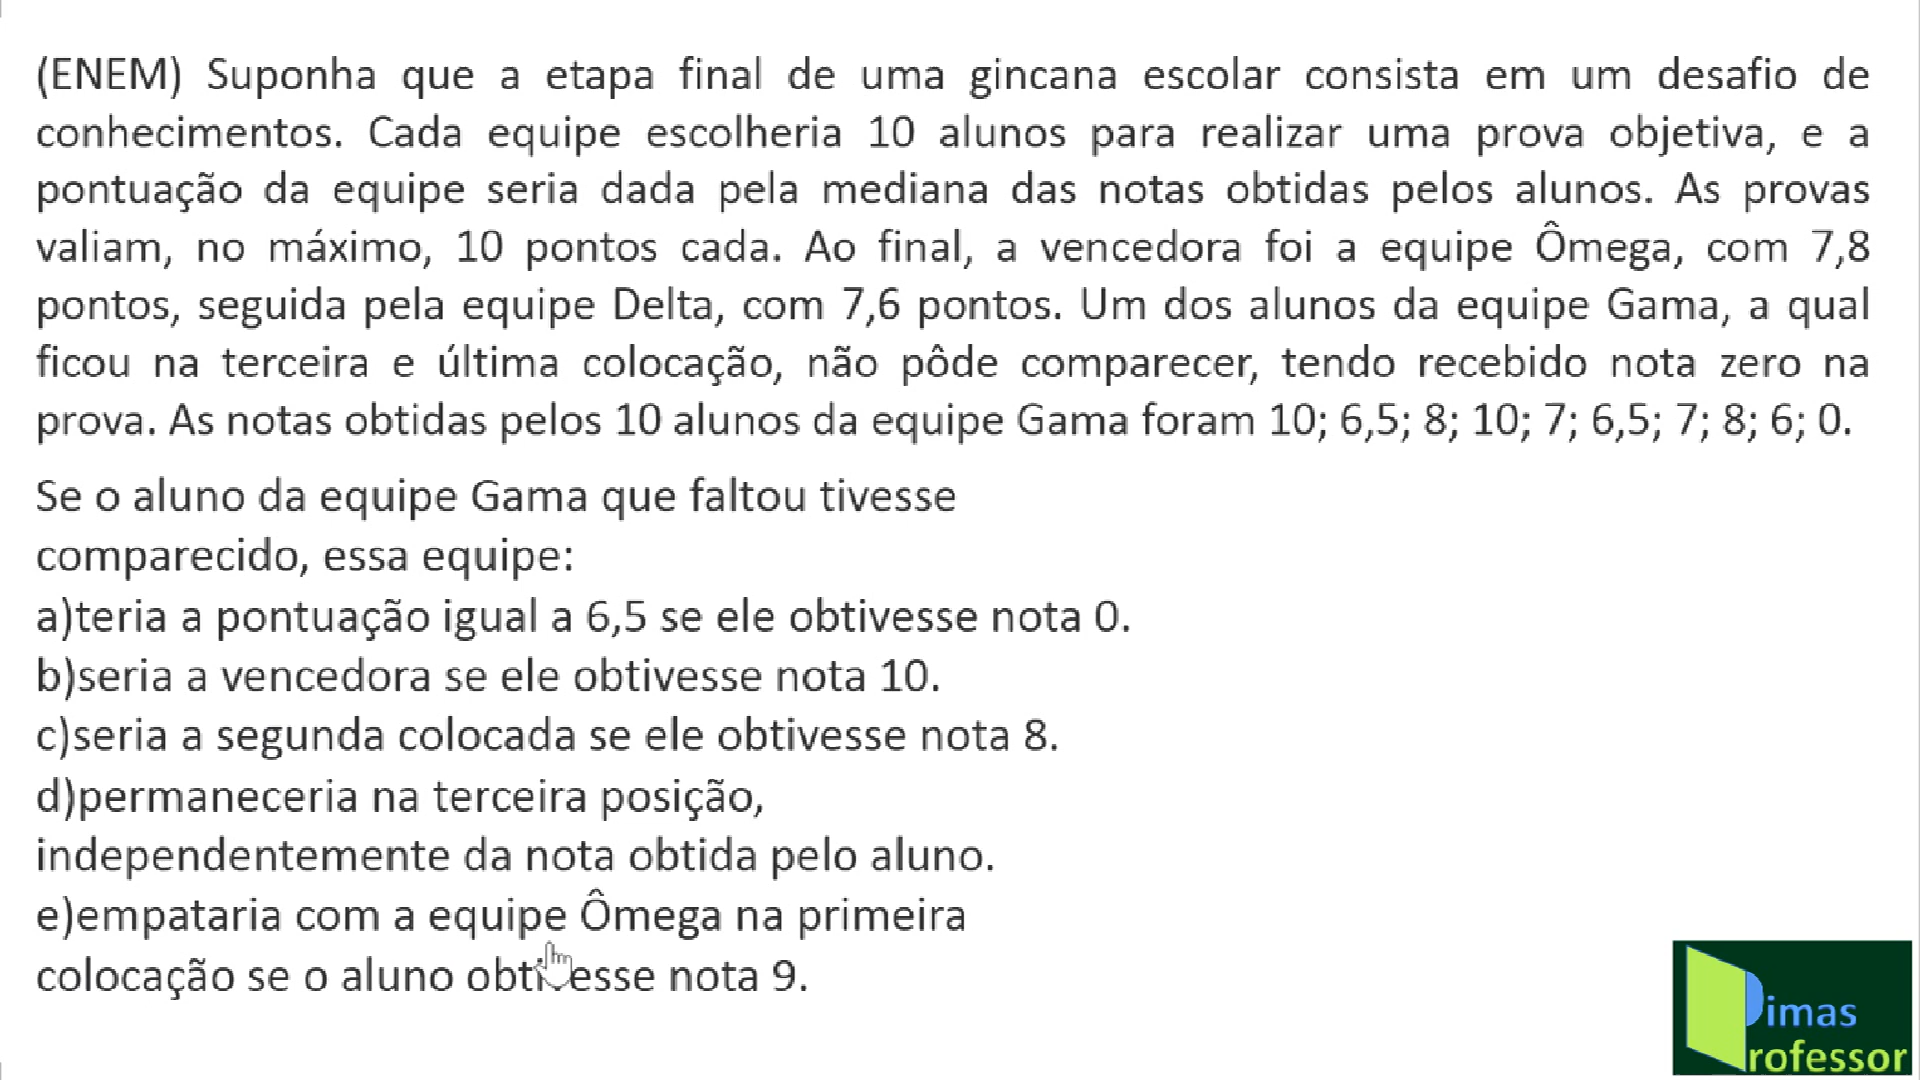 (ENEM) Suponha que a etapa final de uma gincana escolar consista em um desafio de
conhecimentos. Cada equipe escolheria 10 alunos para realizar uma prova objetiva, e a
pontuação da equipe seria dada pela mediana das notas obtidas pelos alunos. As provas
valiam, no máximo, 10 pontos cada. Ao final, a vencedora foi a equipe Ômega, com 7,8
pontos, seguida pela equipe Delta, com 7,6 pontos. Um dos alunos da equipe Gama, a qual
ficou na terceira e última colocação, não pôde comparecer, tendo recebido nota zero na
prova. As notas obtidas pelos 10 alunos da equipe Gama foram 10; 6,5; 8; 10; 7; 6,5; 7; 8; 6; 0.
Se o aluno da equipe Gama que faltou tivesse
comparecido, essa equipe:
a)teria a pontuação igual a 6,5 se ele obtivesse nota 0.
b)seria a vencedora se ele obtivesse nota 10.
c)seria a segunda colocada se ele obtivesse nota 8.
d)permaneceria na terceira posição,
independentemente da nota obtida pelo aluno.
e)empataria com a equipe Ômega na primeira
colocação se o aluno obtivesse nota 9.
Dimas
Professor